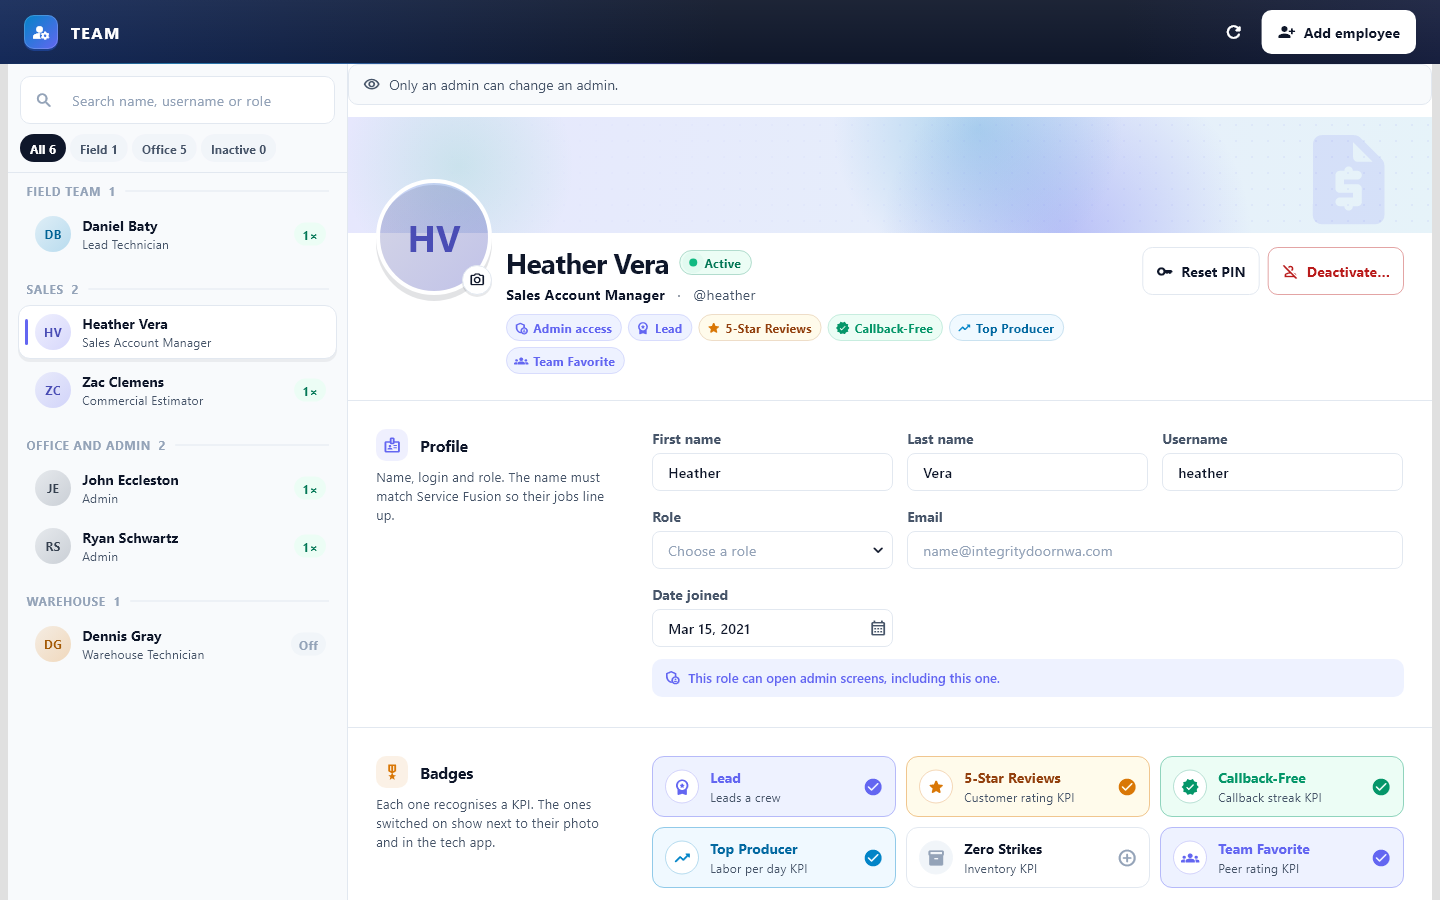 TEAM
Add employee
Search name, username or role
All 6
Field 1
Office 5
Inactive 0
FIELD TEAM 1
DB
Daniel Baty
Lead Technician
1×
SALES 2
HV
Heather Vera
Sales Account Manager
ZC
Zac Clemens
Commercial Estimator
1×
OFFICE AND ADMIN 2
JE
John Eccleston
Admin
1×
RS
Ryan Schwartz
Admin
1×
WAREHOUSE 1
DG
Dennis Gray
Warehouse Technician
Off
Only an admin can change an admin.
HV
Heather Vera
Active
Sales Account Manager · @heather
Reset PIN
Deactivate...
Admin access
Lead
5-Star Reviews
Callback-Free
Top Producer
Team Favorite
Profile
Name, login and role. The name must
match Service Fusion so their jobs line
up.
First name
Heather
Last name
Vera
Username
heather
Role
Choose a role
Email
name@integritydoornwa.com
Date joined
Mar 15, 2021
This role can open admin screens, including this one.
Badges
Each one recognises a KPI. The ones
switched on show next to their photo
and in the tech app.
Lead
Leads a crew
5-Star Reviews
Customer rating KPI
Callback-Free
Callback streak KPI
Top Producer
Labor per day KPI
Zero Strikes
Inventory KPI
Team Favorite
Peer rating KPI